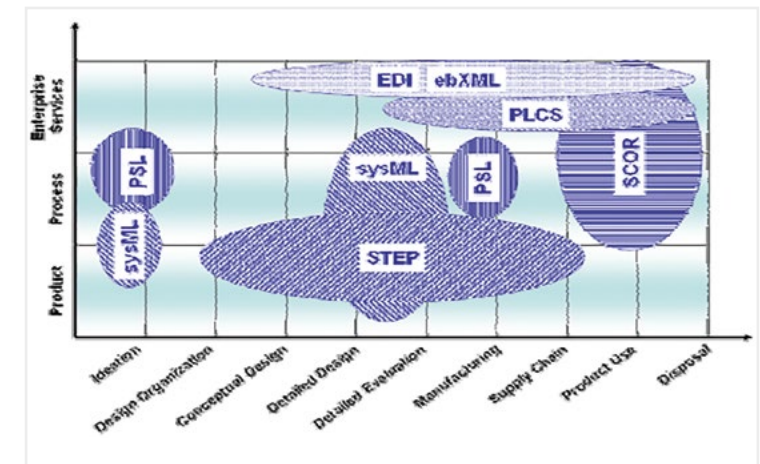 Enterprise
Services
Process
Product
EDI ebXML
PLCS
PSL
sysML
PSL
SCOR
sysML
STEP
Ideation
Design Organization
Conceptual Design
Detailed Design
Detailed Evaluation
Manufacturing
Supply Chain
Product Use
Disposal